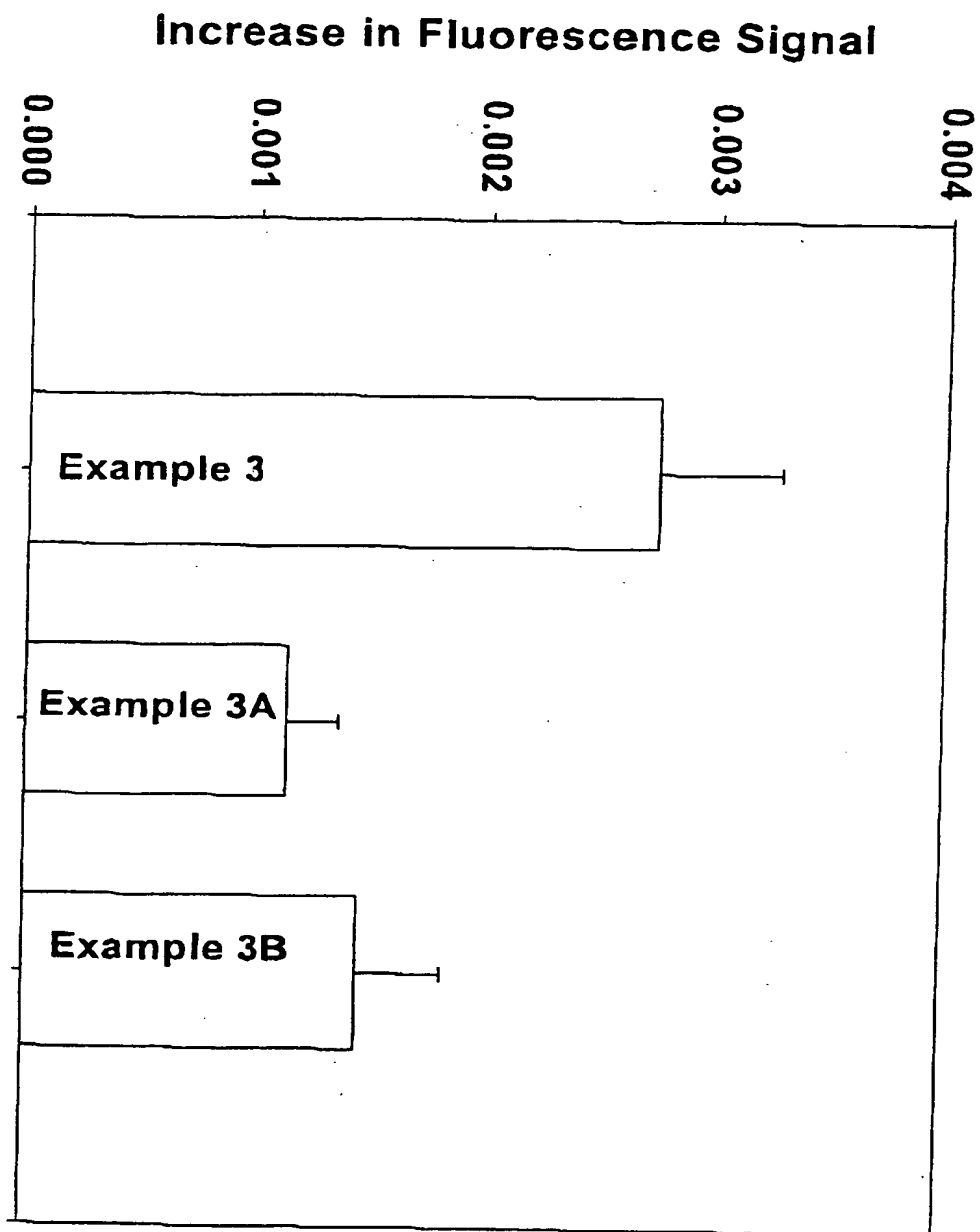 Increase in Fluorescence Signal
0.000
0.001
0.002
0.003
0.004
Example 3
Example 3A
Example 3B